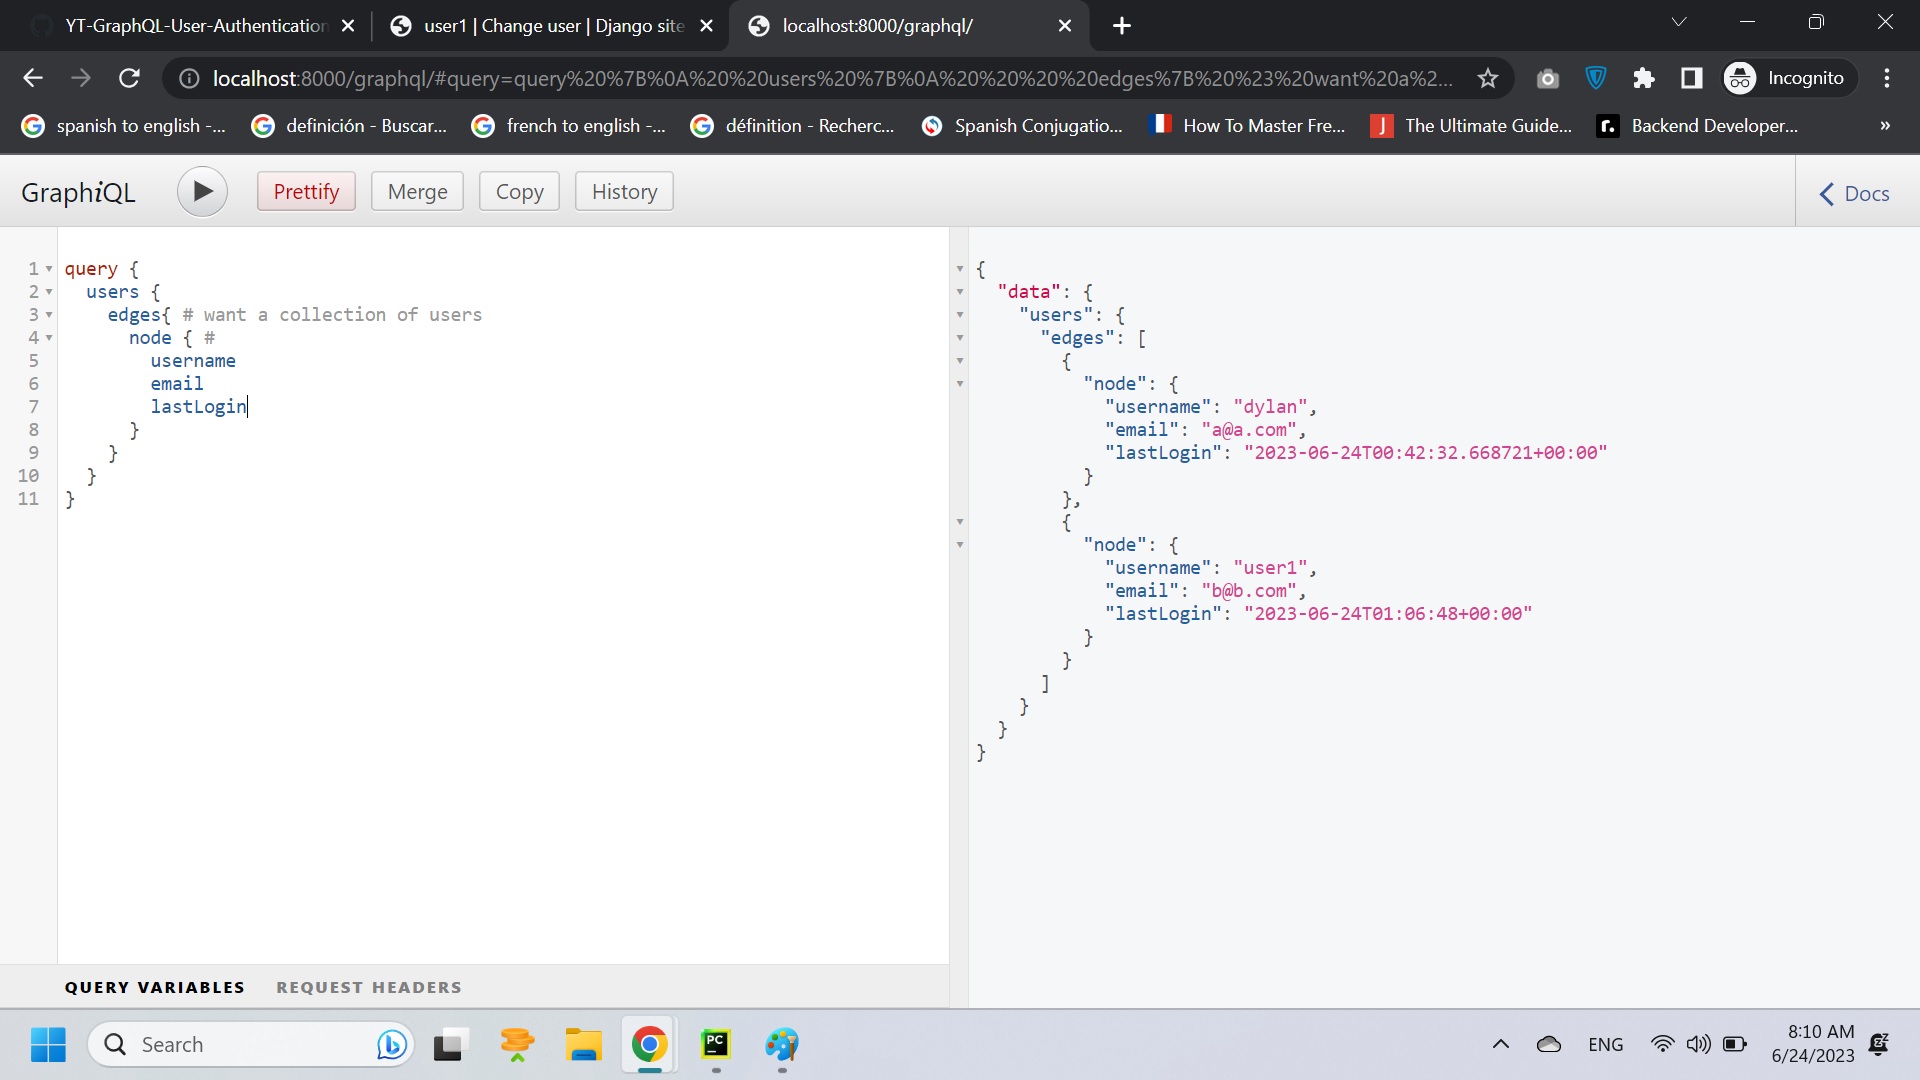 YT-GraphQL-User-Authentication
user1 | Change user | Django site
localhost:8000/graphql/
localhost:8000/graphql/#query=query%20%7B%0A%20%20users%20%7B%0A%20%20%20%20edges%7B%20%23%20want%20a%2...
Incognito
spanish to english -...
definición - Buscar...
french to english -...
définition - Recherc...
Spanish Conjugatio...
How To Master Fre...
The Ultimate Guide...
Backend Developer...
»
GraphiQL
Prettify
Merge
Copy
History
Docs
1 query {
2 users {
3 edges{ # want a collection of users
4 node { #
5 username
6 email
7 lastLogin
8 }
9 }
10 }
11 }
{
"data": {
"users": {
"edges": [
{
"node": {
"username": "dylan",
"email": "a@a.com",
"lastLogin": "2023-06-24T00:42:32.668721+00:00"
}
},
{
"node": {
"username": "user1",
"email": "b@b.com",
"lastLogin": "2023-06-24T01:06:48+00:00"
}
}
]
}
}
}
QUERY VARIABLES
REQUEST HEADERS
Search
PC
ENG
8:10 AM
6/24/2023